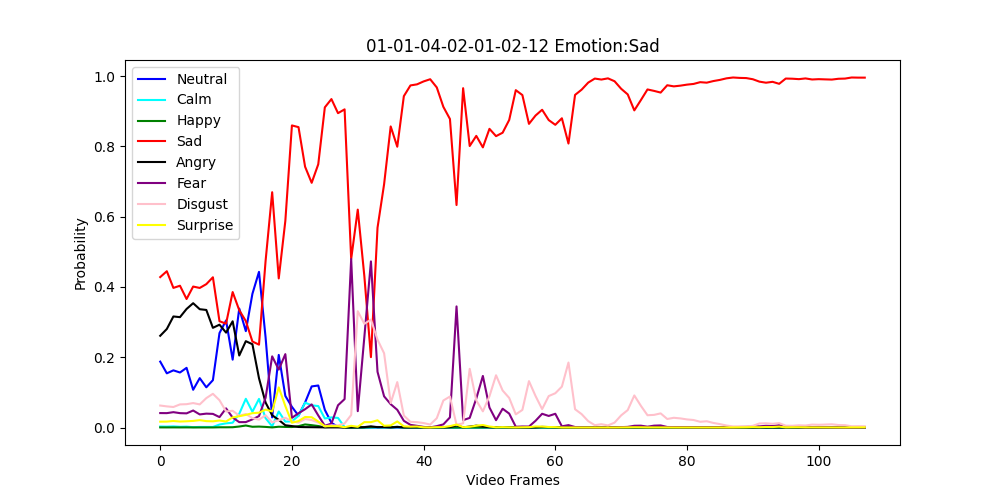 01-01-04-02-01-02-12 Emotion:Sad
1.0
0.8
0.6
0.4
0.2
0.0
Probability
Neutral
Calm
Happy
Sad
Angry
Fear
Disgust
Surprise
0
20
40
60
80
100
Video Frames